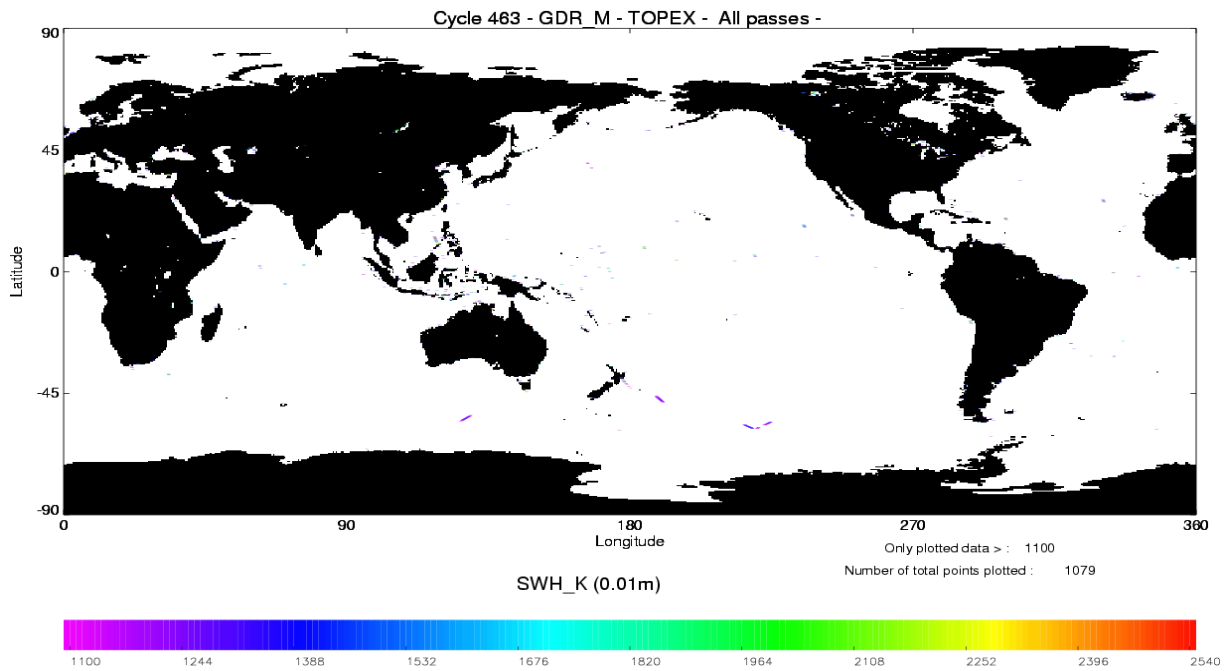 Cycle 463 - GDR_M - TOPEX - All passes -
90
45
0
-45
-90
Latitude
0 90 180 270 360
Longitude
Only plotted data > : 1100
Number of total points plotted : 1079
SWH_K (0.01m)
1100 1244 1388 1532 1676 1820 1964 2108 2252 2396 2540